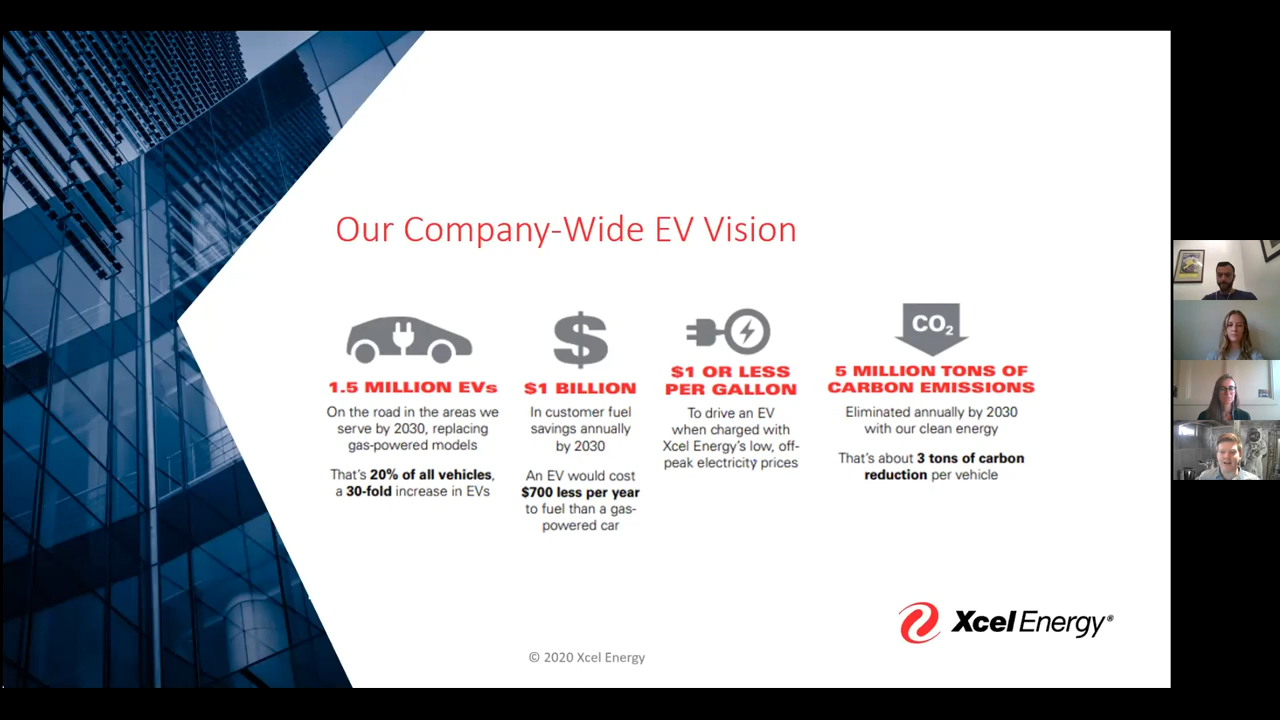 Our Company-Wide EV Vision
1.5 MILLION EVs
On the road in the areas we
serve by 2030, replacing
gas-powered models
That's 20% of all vehicles,
a 30-fold increase in EVs
$
$1 BILLION
In customer fuel
savings annually
by 2030
An EV would cost
$700 less per year
to fuel than a gas-
powered car
$1 OR LESS
PER GALLON
To drive an EV
when charged with
Xcel Energy's low, off-
peak electricity prices
CO₂
5 MILLION TONS OF
CARBON EMISSIONS
Eliminated annually by 2030
with our clean energy
That's about 3 tons of carbon
reduction per vehicle
Xcel Energy®
© 2020 Xcel Energy